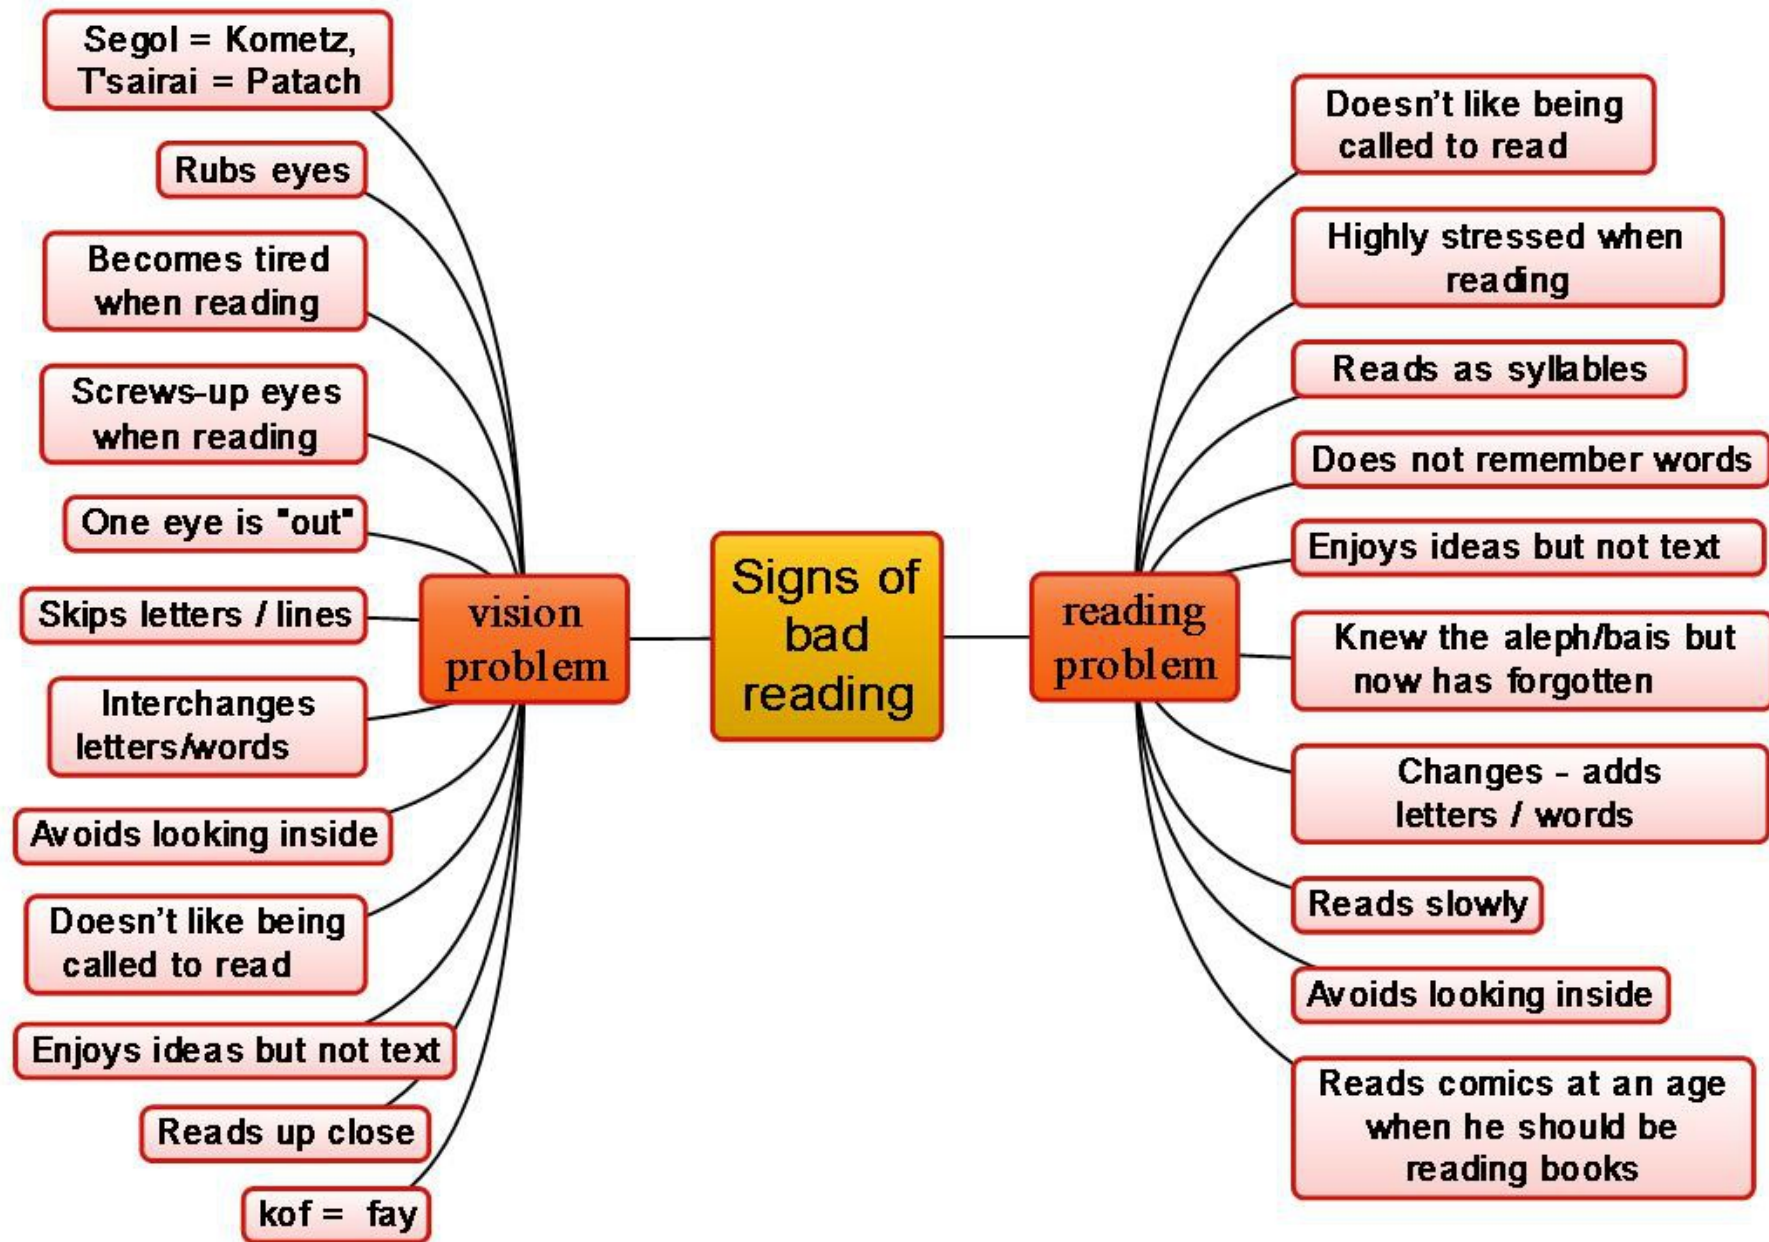 Segol = Kometz,
T'sairai = Patach
Rubs eyes
Becomes tired
when reading
Screws-up eyes
when reading
One eye is "out"
Skips letters / lines
Interchanges
letters/words
Avoids looking inside
Doesn't like being
called to read
Enjoys ideas but not text
Reads up close
kof = fay
vision
problem
Signs of
bad
reading
reading
problem
Doesn't like being
called to read
Highly stressed when
reading
Reads as syllables
Does not remember words
Enjoys ideas but not text
Knew the aleph/bais but
now has forgotten
Changes - adds
letters / words
Reads slowly
Avoids looking inside
Reads comics at an age
when he should be
reading books